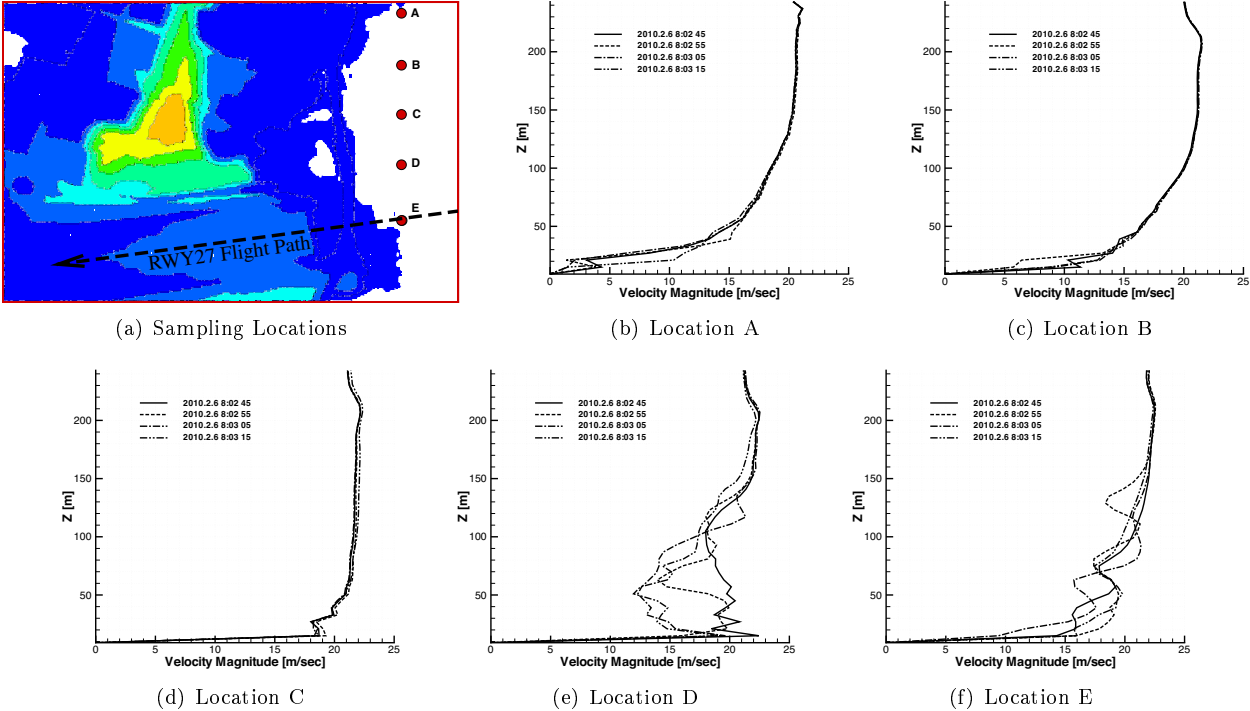 A
B
C
D
E
RWY27 Flight Path
(a) Sampling Locations
2010.2.6 8:02 45
2010.2.6 8:02 55
2010.2.6 8:03 05
2010.2.6 8:03 15
Z [m]
200
150
100
50
0 5 10 15 20 25
Velocity Magnitude [m/sec]
(b) Location A
2010.2.6 8:02 45
2010.2.6 8:02 55
2010.2.6 8:03 05
2010.2.6 8:03 15
Z [m]
200
150
100
50
0 5 10 15 20 25
Velocity Magnitude [m/sec]
(c) Location B
2010.2.6 8:02 45
2010.2.6 8:02 55
2010.2.6 8:03 05
2010.2.6 8:03 15
Z [m]
200
150
100
50
0 5 10 15 20 25
Velocity Magnitude [m/sec]
(d) Location C
2010.2.6 8:02 45
2010.2.6 8:02 55
2010.2.6 8:03 05
2010.2.6 8:03 15
Z [m]
200
150
100
50
0 5 10 15 20 25
Velocity Magnitude [m/sec]
(e) Location D
2010.2.6 8:02 45
2010.2.6 8:02 55
2010.2.6 8:03 05
2010.2.6 8:03 15
Z [m]
200
150
100
50
0 5 10 15 20 25
Velocity Magnitude [m/sec]
(f) Location E